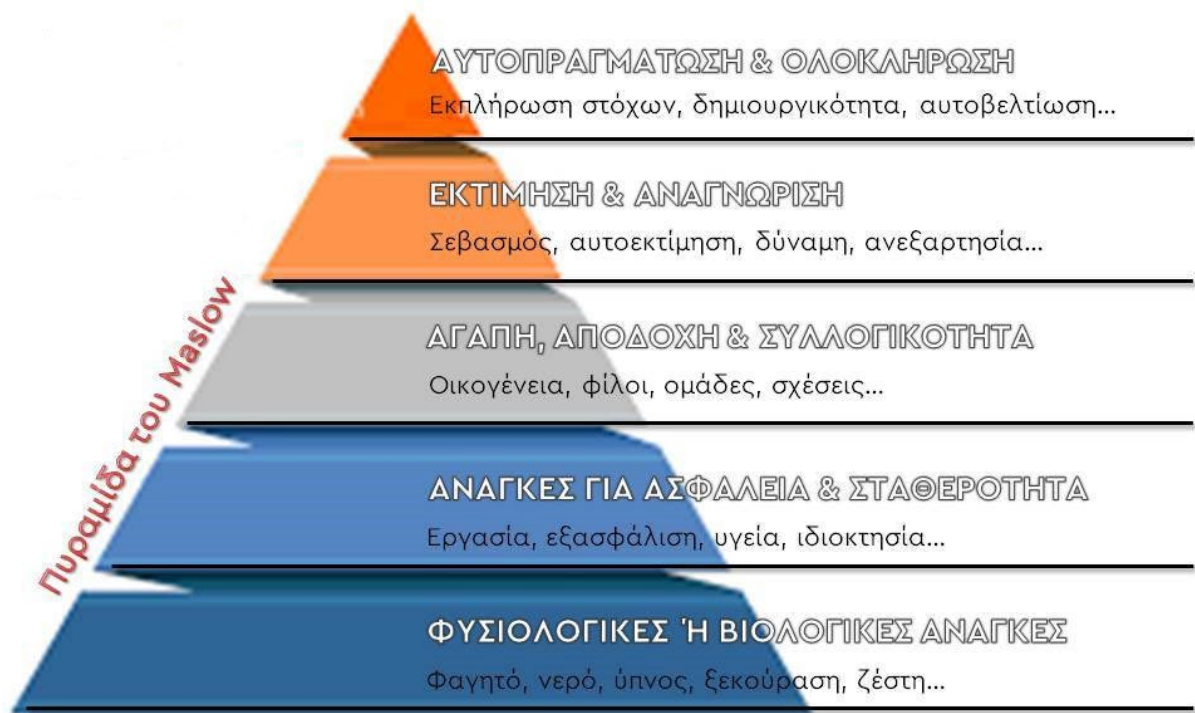 ΑΥΤΟΠΡΑΓΜΑΤΩΣΗ & ΟΛΟΚΛΗΡΩΣΗ
Εκπλήρωση στόχων, δημιουργικότητα, αυτοβελτίωση...
ΕΚΤΙΜΗΣΗ & ΑΝΑΓΝΩΡΙΣΗ
Σεβασμός, αυτοεκτίμηση, δύναμη, ανεξαρτησία...
ΑΓΑΠΗ, ΑΠΟΔΟΧΗ & ΣΥΛΛΟΓΙΚΟΤΗΤΑ
Οικογένεια, φίλοι, ομάδες, σχέσεις...
ΑΝΑΓΚΕΣ ΓΙΑ ΑΣΦΑΛΕΙΑ & ΣΤΑΘΕΡΟΤΗΤΑ
Εργασία, εξασφάλιση, υγεία, ιδιοκτησία...
ΦΥΣΙΟΛΟΓΙΚΕΣ Ή ΒΙΟΛΟΓΙΚΕΣ ΑΝΑΓΚΕΣ
Φαγητό, νερό, ύπνος, ξεκούραση, ζέστη...
Πυραμίδα του Maslow